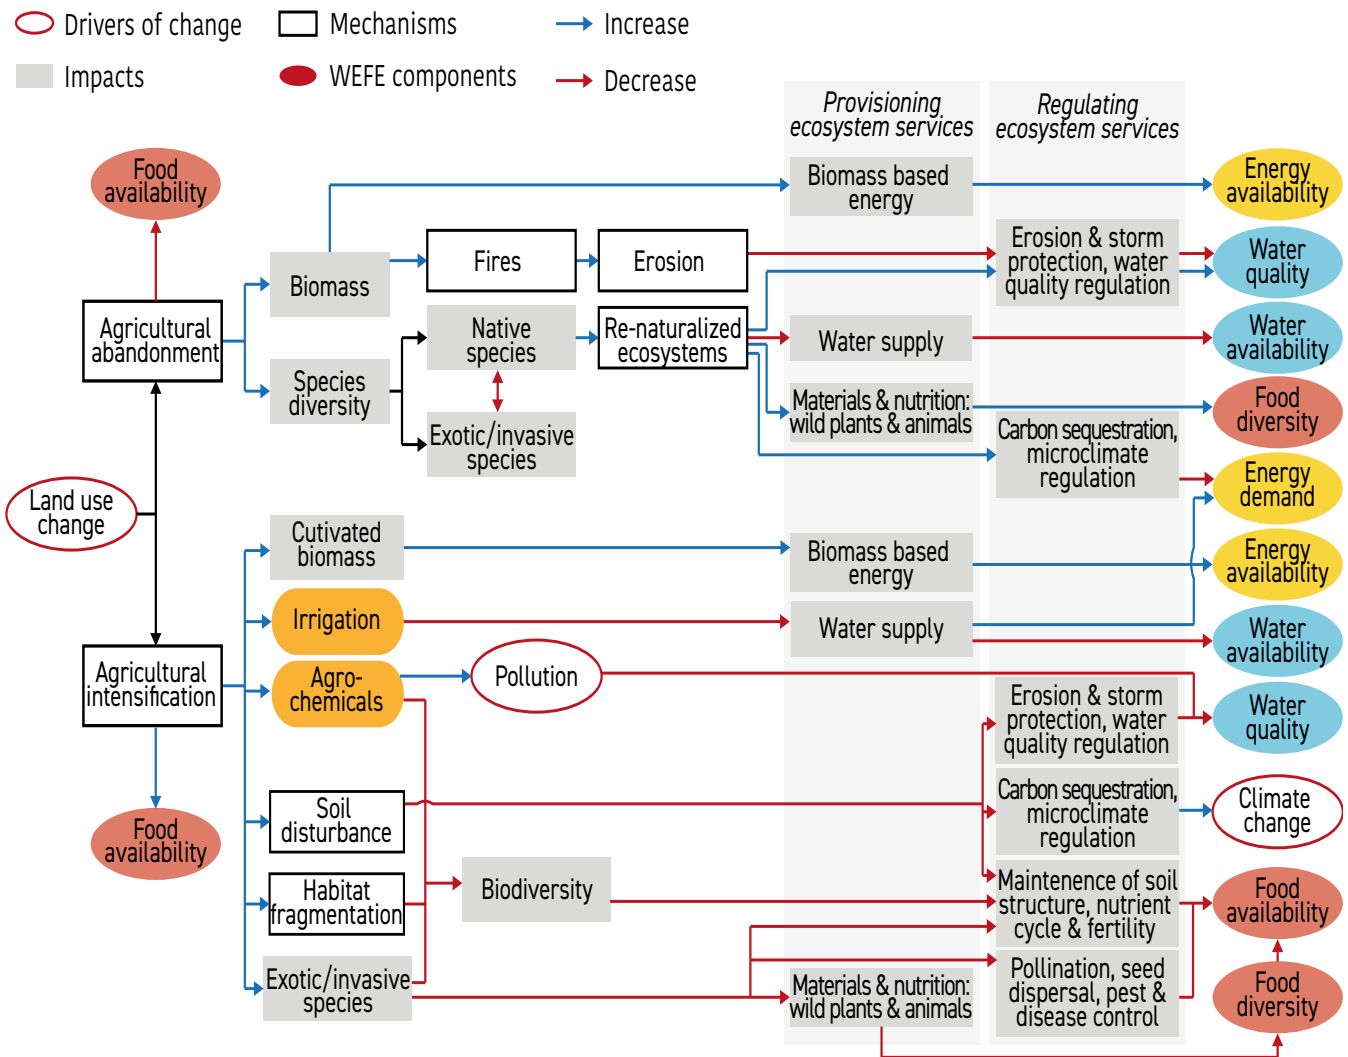 Drivers of change
Mechanisms
Increase
Impacts
WEFE components
Decrease
Provisioning
ecosystem services
Regulating
ecosystem services
Food
availability
Biomass based
energy
Energy
availability
Biomass
Fires
Erosion
Erosion & storm
protection, water
quality regulation
Water
quality
Agricultural
abandonment
Native
species
Re-naturalized
ecosystems
Water supply
Water
availability
Species
diversity
Exotic/invasive
species
Materials & nutrition:
wild plants & animals
Food
diversity
Carbon sequestration,
microclimate
regulation
Energy
demand
Land use
change
Cutivated
biomass
Biomass based
energy
Energy
availability
Irrigation
Water supply
Water
availability
Agricultural
intensification
Agro-
chemicals
Pollution
Erosion & storm
protection, water
quality regulation
Water
quality
Food
availability
Soil
disturbance
Carbon sequestration,
microclimate
regulation
Climate
change
Habitat
fragmentation
Biodiversity
Maintenence of soil
structure, nutrient
cycle & fertility
Food
availability
Exotic/invasive
species
Materials & nutrition:
wild plants & animals
Pollination, seed
dispersal, pest &
disease control
Food
diversity